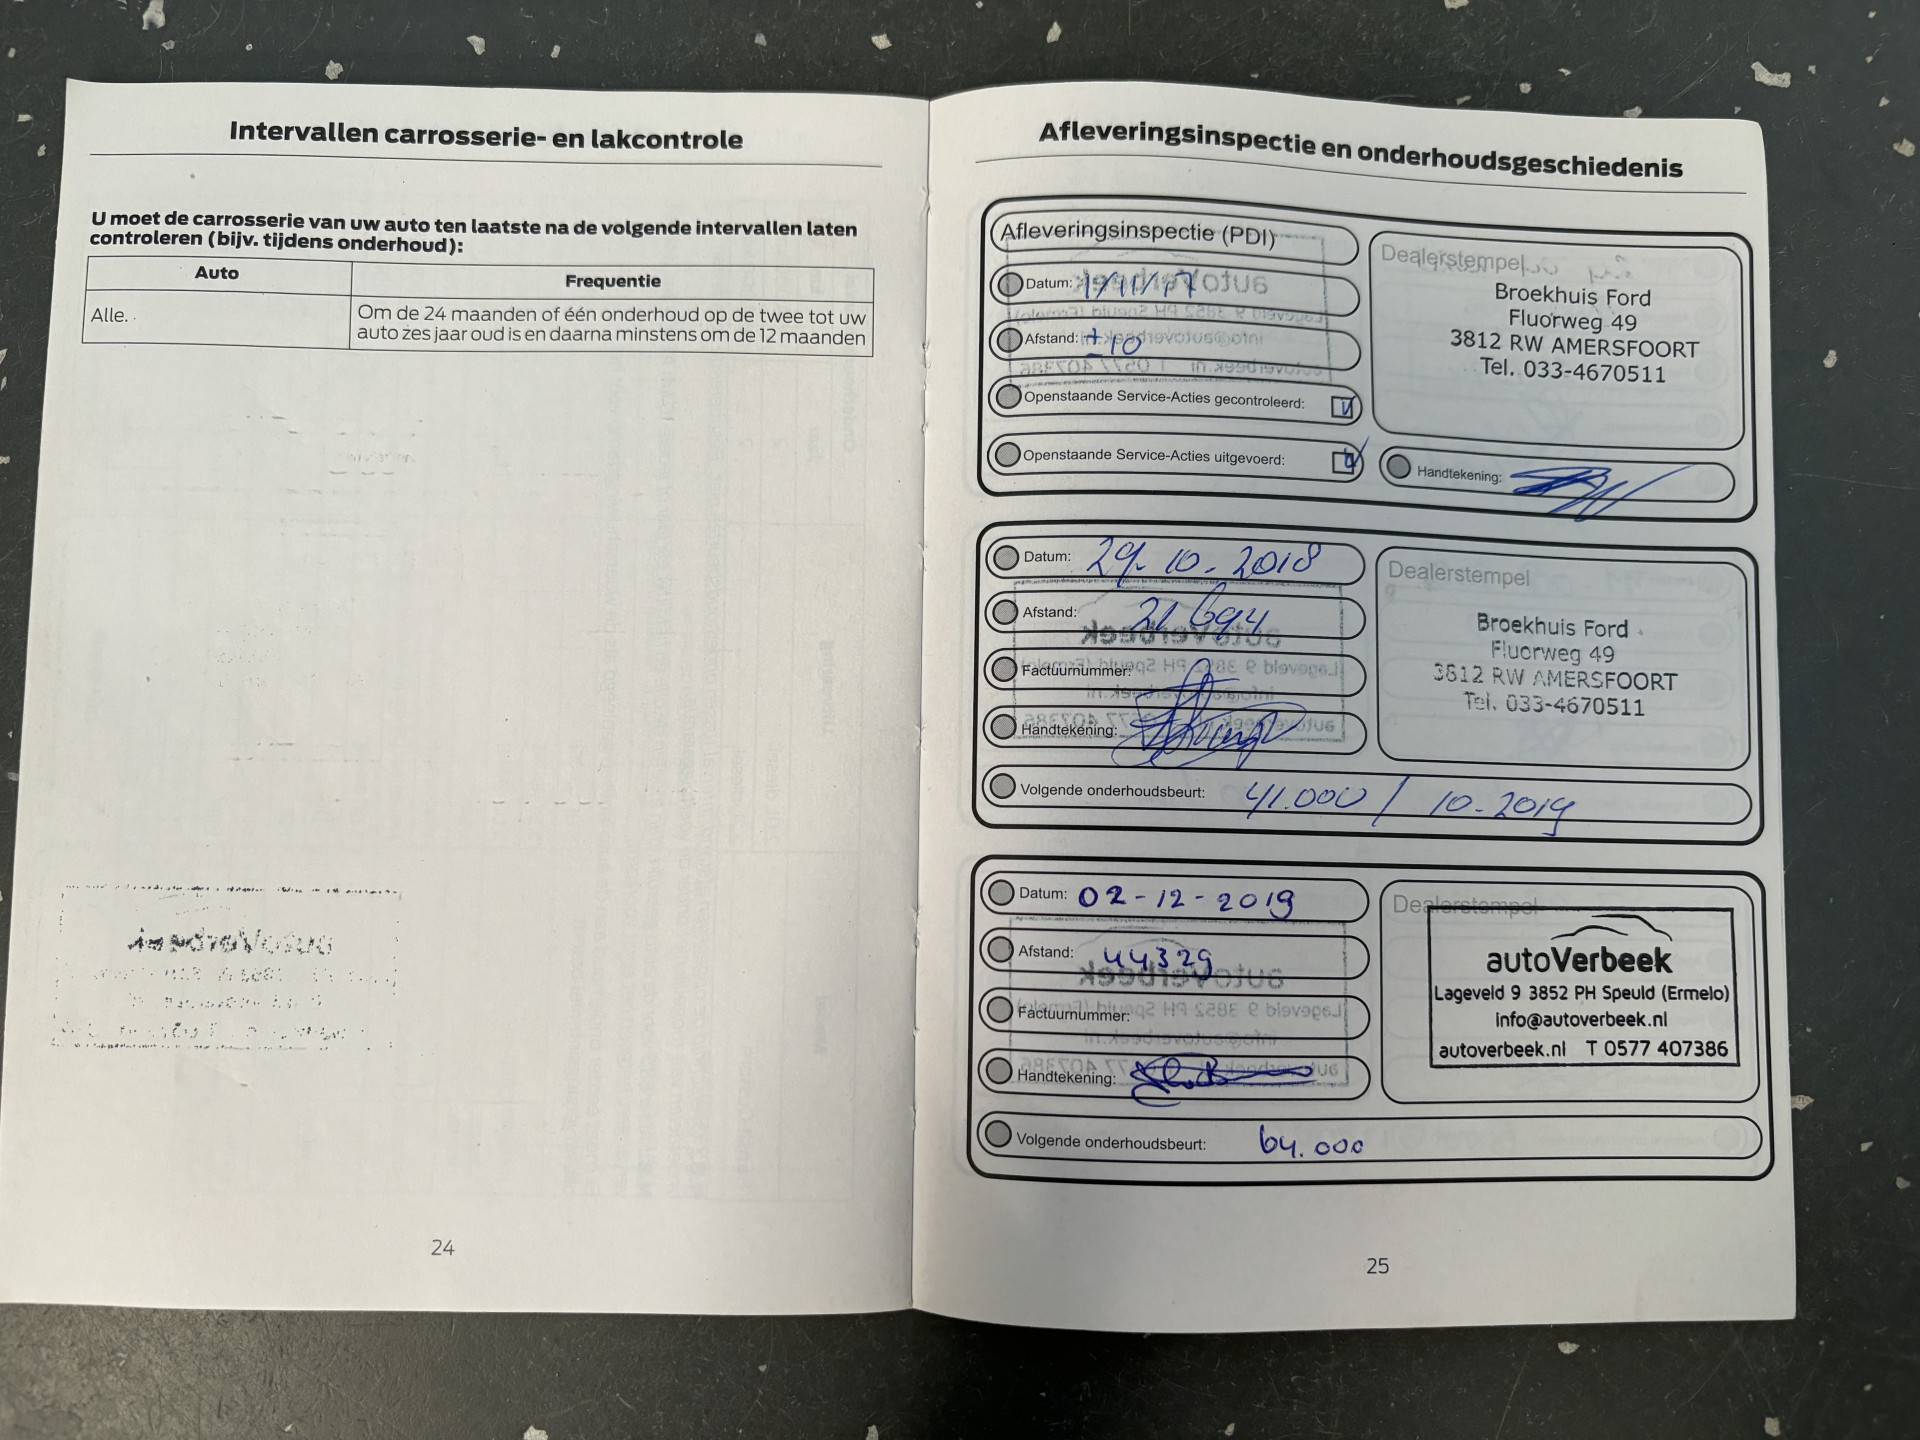 Intervallen carrosserie- en lakcontrole
U moet de carrosserie van uw auto ten laatste na de volgende intervallen laten
controleren (bijv. tijdens onderhoud):
Auto
Frequentie
Alle.
Om de 24 maanden of één onderhoud op de twee tot uw
auto zes jaar oud is en daarna minstens om de 12 maanden
autoVerbeek
24
Afleveringsinspectie en onderhoudsgeschiedenis
Afleveringsinspectie (PDI)
Datum: 1/11/17
Afstand: ±10
Openstaande Service-Acties gecontroleerd:
Openstaande Service-Acties uitgevoerd:
Dealerstempel
Broekhuis Ford
Fluorweg 49
3812 RW AMERSFOORT
Tel. 033-4670511
Handtekening:
Datum: 29-10-2018
Afstand: 21694
Factuurnummer:
Handtekening:
Dealerstempel
Broekhuis Ford
Fluorweg 49
3812 RW AMERSFOORT
Tel. 033-4670511
Volgende onderhoudsbeurt: 41.000 / 10-2019
Datum: 02-12-2019
Afstand: 44329
Factuurnummer:
Handtekening:
Dealerstempel
autoVerbeek
Lageveld 9 3852 PH Speuld (Ermelo)
info@autoverbeek.nl
autoverbeek.nl T 0577 407386
Volgende onderhoudsbeurt: 64.000
25